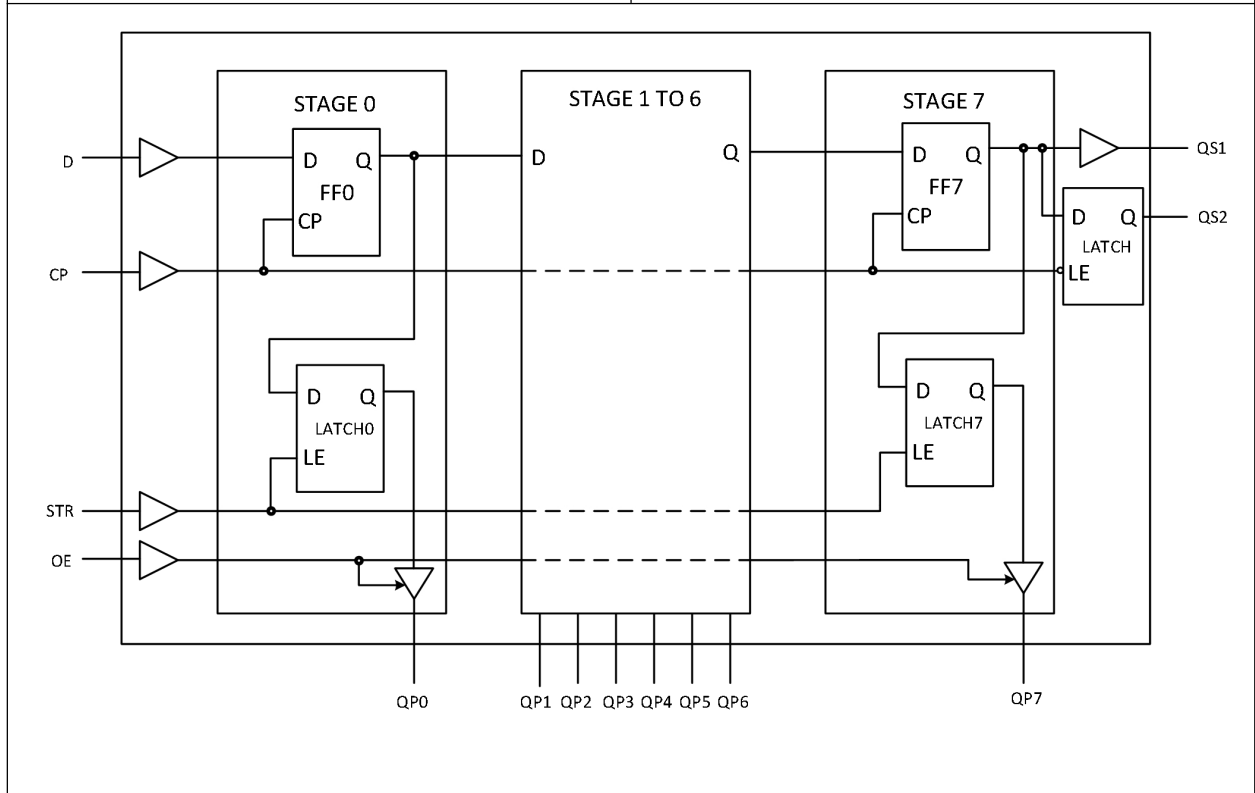 STAGE 0
STAGE 1 TO 6
STAGE 7
D
D Q
FF0
CP
D
Q
D Q
FF7
CP
QS1
D Q
LATCH
LE
QS2
CP
D Q
LATCH0
LE
D Q
LATCH7
LE
STR
OE
QP0
QP1 QP2 QP3 QP4 QP5 QP6
QP7